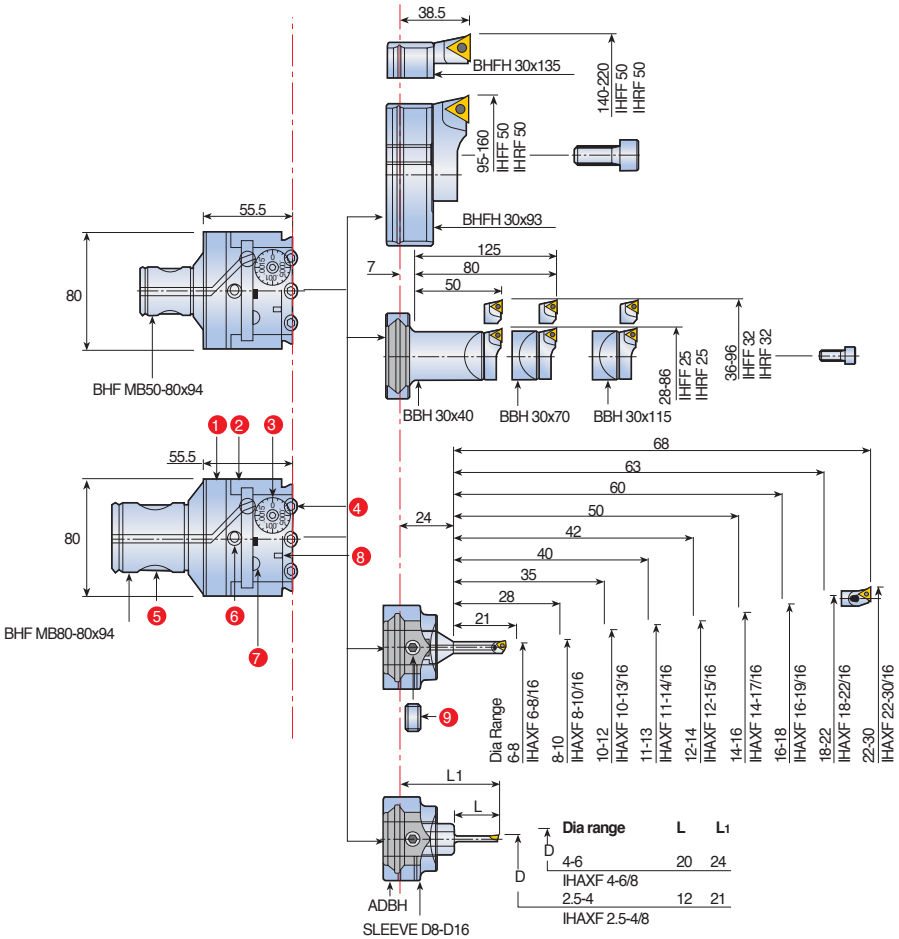 38.5
BHFH 30x135
140-220
IHFF 50
IHRF 50
95-160
IHFF 50
IHRF 50
BHFH 30x93
55.5
80
0
.0015
.001
.0005
BHF MB50-80x94
7
125
80
50
28-86
IHFF 25
IHRF 25
36-96
IHFF 32
IHRF 32
BBH 30x40
BBH 30x70
BBH 30x115
1
2
3
55.5
80
0
.0015
.001
.0005
4
8
5
6
7
BHF MB80-80x94
68
63
60
50
42
40
35
28
21
24
9
Dia Range
6-8
IHAXF 6-8/16
8-10
IHAXF 8-10/16
10-12
IHAXF 10-13/16
11-13
IHAXF 11-14/16
12-14
IHAXF 12-15/16
14-16
IHAXF 14-17/16
16-18
IHAXF 16-19/16
18-22
IHAXF 18-22/16
22-30
IHAXF 22-30/16
L1
L
D
D
Dia range L L1
4-6 20 24
IHAXF 4-6/8
2.5-4 12 21
IHAXF 2.5-4/8
ADBH
SLEEVE D8-D16